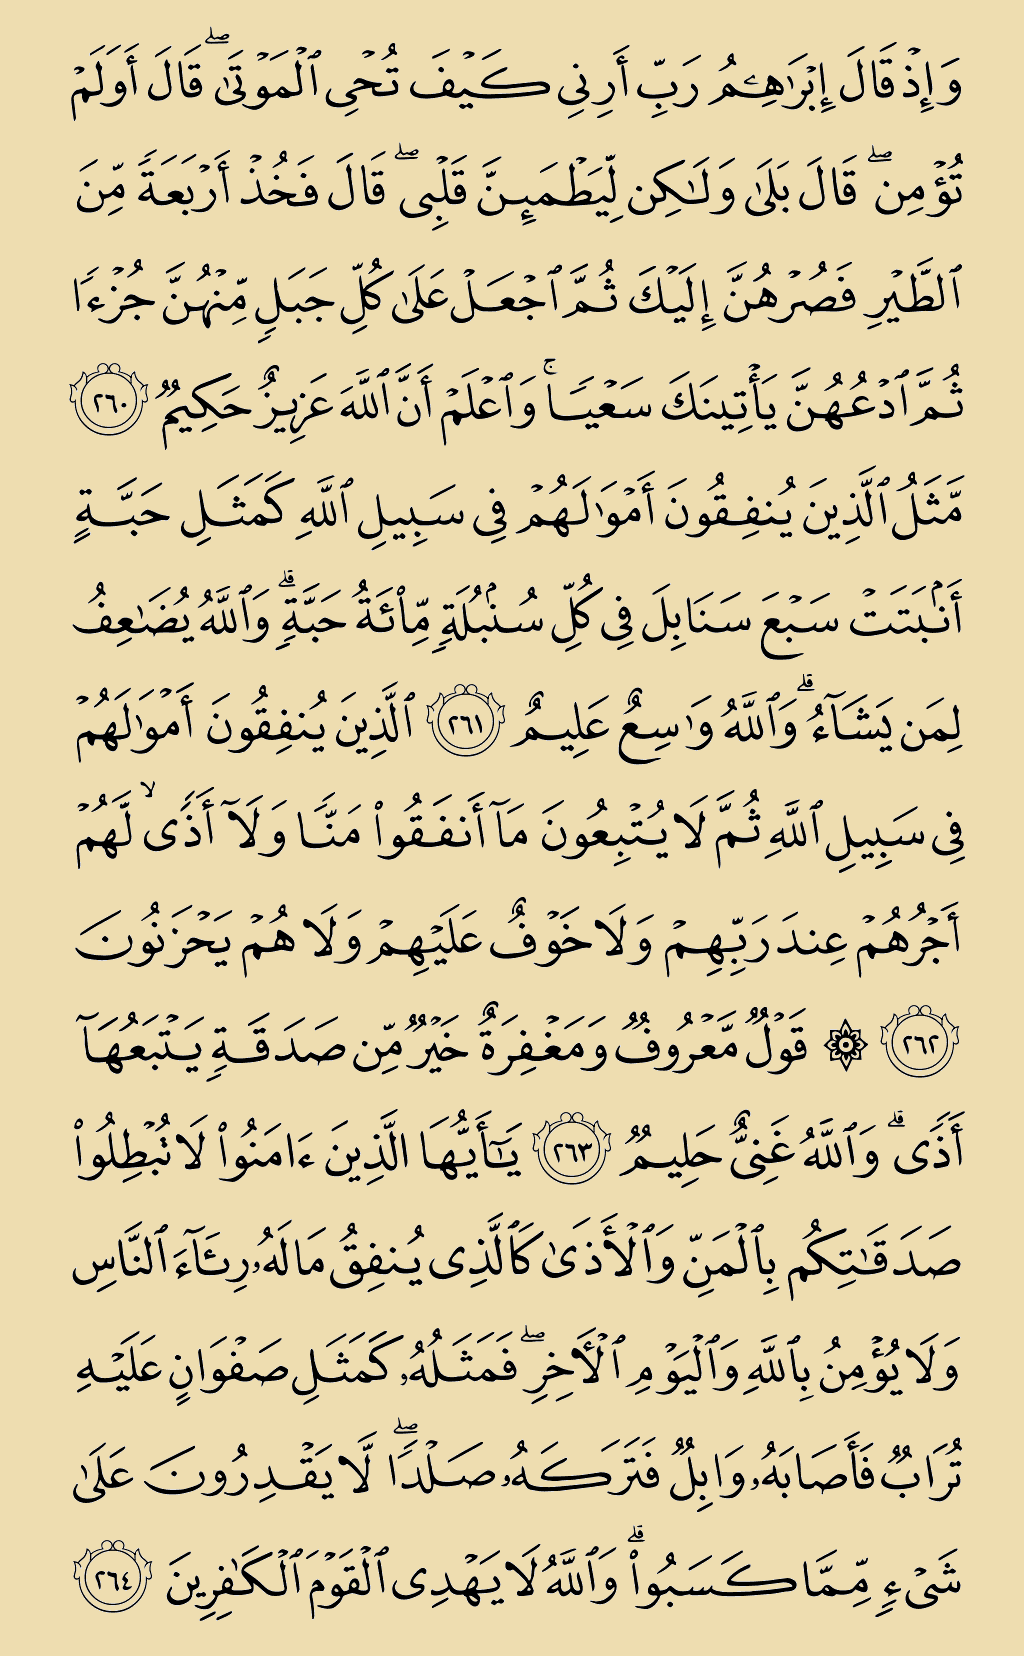 وَإِذۡ قَالَ إِبۡرَٰهِـۧمُ رَبِّ أَرِنِي كَيۡفَ تُحۡيِ ٱلۡمَوۡتَىٰۖ قَالَ أَوَلَمۡ
تُؤۡمِنۖ قَالَ بَلَىٰ وَلَٰكِن لِّيَطۡمَئِنَّ قَلۡبِيۖ قَالَ فَخُذۡ أَرۡبَعَةٗ مِّنَ
ٱلطَّيۡرِ فَصُرۡهُنَّ إِلَيۡكَ ثُمَّ ٱجۡعَلۡ عَلَىٰ كُلِّ جَبَلٖ مِّنۡهُنَّ جُزۡءٗا
ثُمَّ ٱدۡعُهُنَّ يَأۡتِينَكَ سَعۡيٗاۚ وَٱعۡلَمۡ أَنَّ ٱللَّهَ عَزِيزٌ حَكِيمٞ ٢٦٠
مَّثَلُ ٱلَّذِينَ يُنفِقُونَ أَمۡوَٰلَهُمۡ فِي سَبِيلِ ٱللَّهِ كَمَثَلِ حَبَّةٍ
أَنۢبَتَتۡ سَبۡعَ سَنَابِلَ فِي كُلِّ سُنۢبُلَةٖ مِّاْئَةُ حَبَّةٖۗ وَٱللَّهُ يُضَٰعِفُ
لِمَن يَشَآءُۗ وَٱللَّهُ وَٰسِعٌ عَلِيمٌ ٢٦١ ٱلَّذِينَ يُنفِقُونَ أَمۡوَٰلَهُمۡ
فِي سَبِيلِ ٱللَّهِ ثُمَّ لَا يُتۡبِعُونَ مَآ أَنفَقُواْ مَنّٗا وَلَآ أَذٗى لَّهُمۡ
أَجۡرُهُمۡ عِندَ رَبِّهِمۡ وَلَا خَوۡفٌ عَلَيۡهِمۡ وَلَا هُمۡ يَحۡزَنُونَ
٢٦٢ ۞ قَوۡلٞ مَّعۡرُوفٞ وَمَغۡفِرَةٌ خَيۡرٞ مِّن صَدَقَةٖ يَتۡبَعُهَآ
أَذٗىۗ وَٱللَّهُ غَنِيٌّ حَلِيمٞ ٢٦٣ يَٰٓأَيُّهَا ٱلَّذِينَ ءَامَنُواْ لَا تُبۡطِلُواْ
صَدَقَٰتِكُم بِٱلۡمَنِّ وَٱلۡأَذَىٰ كَٱلَّذِي يُنفِقُ مَالَهُۥ رِئَآءَ ٱلنَّاسِ
وَلَا يُؤۡمِنُ بِٱللَّهِ وَٱلۡيَوۡمِ ٱلۡأٓخِرِۖ فَمَثَلُهُۥ كَمَثَلِ صَفۡوَانٍ عَلَيۡهِ
تُرَابٞ فَأَصَابَهُۥ وَابِلٞ فَتَرَكَهُۥ صَلۡدٗاۖ لَّا يَقۡدِرُونَ عَلَىٰ
شَيۡءٖ مِّمَّا كَسَبُواْۗ وَٱللَّهُ لَا يَهۡدِي ٱلۡقَوۡمَ ٱلۡكَٰفِرِينَ ٢٦٤